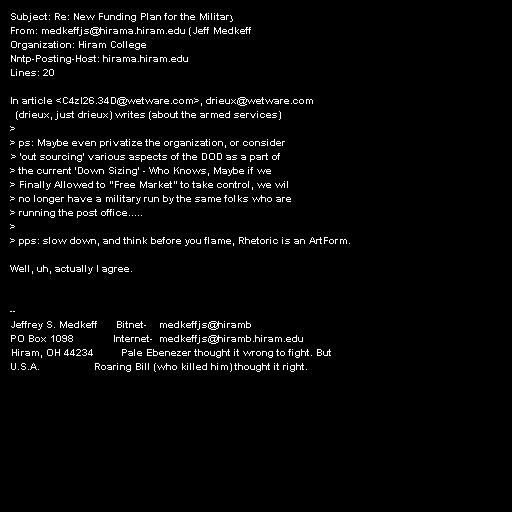 Subject: Re: New Funding Plan for the Military
From: medkeffjs@hirama.hiram.edu (Jeff Medkeff
Organization: Hiram College
Nntp-Posting-Host: hirama.hiram.edu
Lines: 20

In article <C4zI26.34D@wetware.com>, drieux@wetware.com
 (drieux, just drieux) writes (about the armed services)
>
> ps: Maybe even privatize the organization, or consider
> 'out sourcing' various aspects of the DOD as a part of
> the current 'Down Sizing' - Who Knows, Maybe if we
> Finally Allowed to "Free Market" to take control, we wil
> no longer have a military run by the same folks who are
> running the post office.....
>
> pps: slow down, and think before you flame, Rhetoric is an ArtForm.

Well, uh, actually I agree.


--
Jeffrey S. Medkeff      Bitnet-    medkeffjs@hiramb
PO Box 1098             Internet-  medkeffjs@hiramb.hiram.edu
Hiram, OH 44234         Pale Ebenezer thought it wrong to fight. But
U.S.A.                  Roaring Bill (who killed him) thought it right.